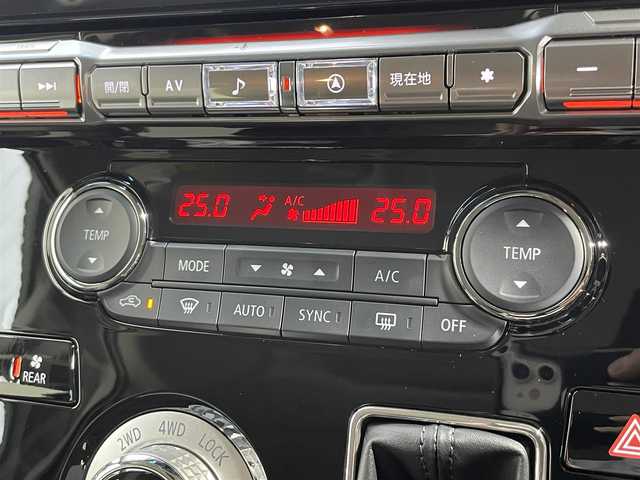 開/閉 AV 現在地
25.0 A/C 25.0
TEMP MODE A/C TEMP
AUTO SYNC OFF
REAR
2WD 4WD LOCK